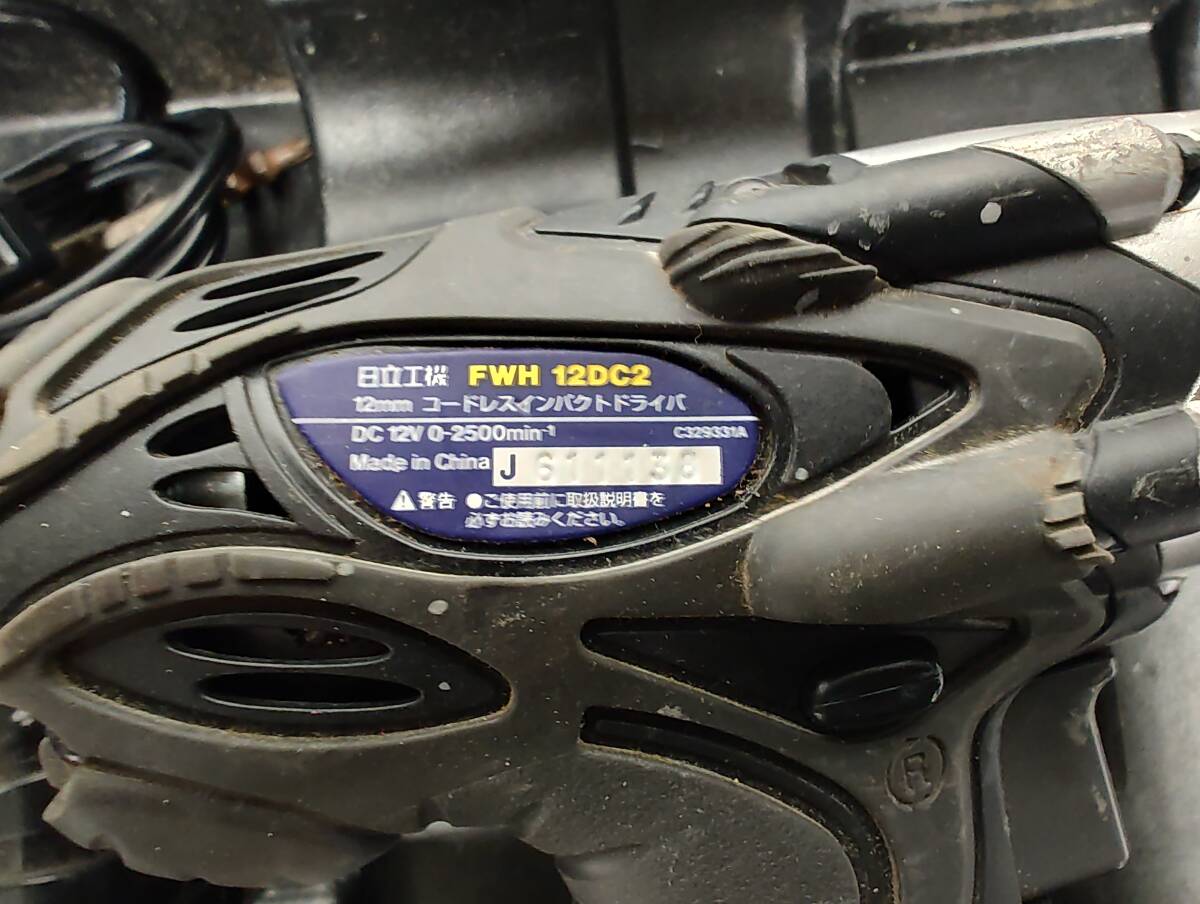 日立工機 FWH 12DC2
12mm コードレスインパクトドライバ
DC 12V 0-2500min-1
C329331A
Made in China J 611138
警告 ●ご使用前に取扱説明書を
必ずお読みください。
R